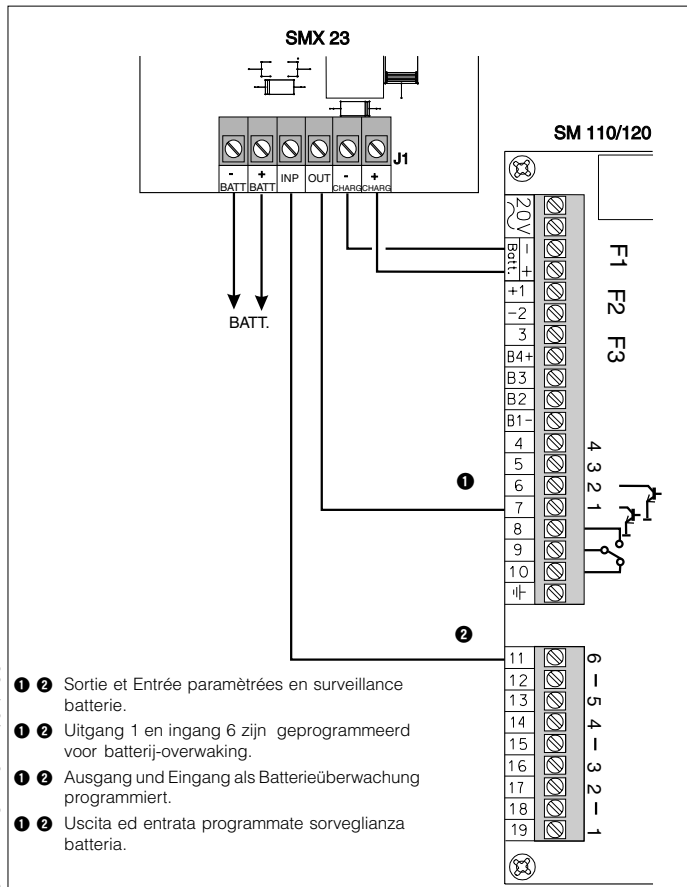 SMX 23
J1
-
BATT
+
BATT
INP
OUT
-
CHARG
+
CHARG
BATT.
SM 110/120
20V
Batt.
-
+
+1
-2
3
B4+
B3
B2
B1-
4
5
6
7
8
9
10
F1
F2
F3
4
3
2
1
❶
❷
11
12
13
14
15
16
17
18
19
6
–
5
4
–
3
2
–
1
❶ ❷ Sortie et Entrée paramètrées en surveillance
batterie.
❶ ❷ Uitgang 1 en ingang 6 zijn geprogrammeerd
voor batterij-overwaking.
❶ ❷ Ausgang und Eingang als Batterieüberwachung
programmiert.
❶ ❷ Uscita ed entrata programmate sorveglianza
batteria.